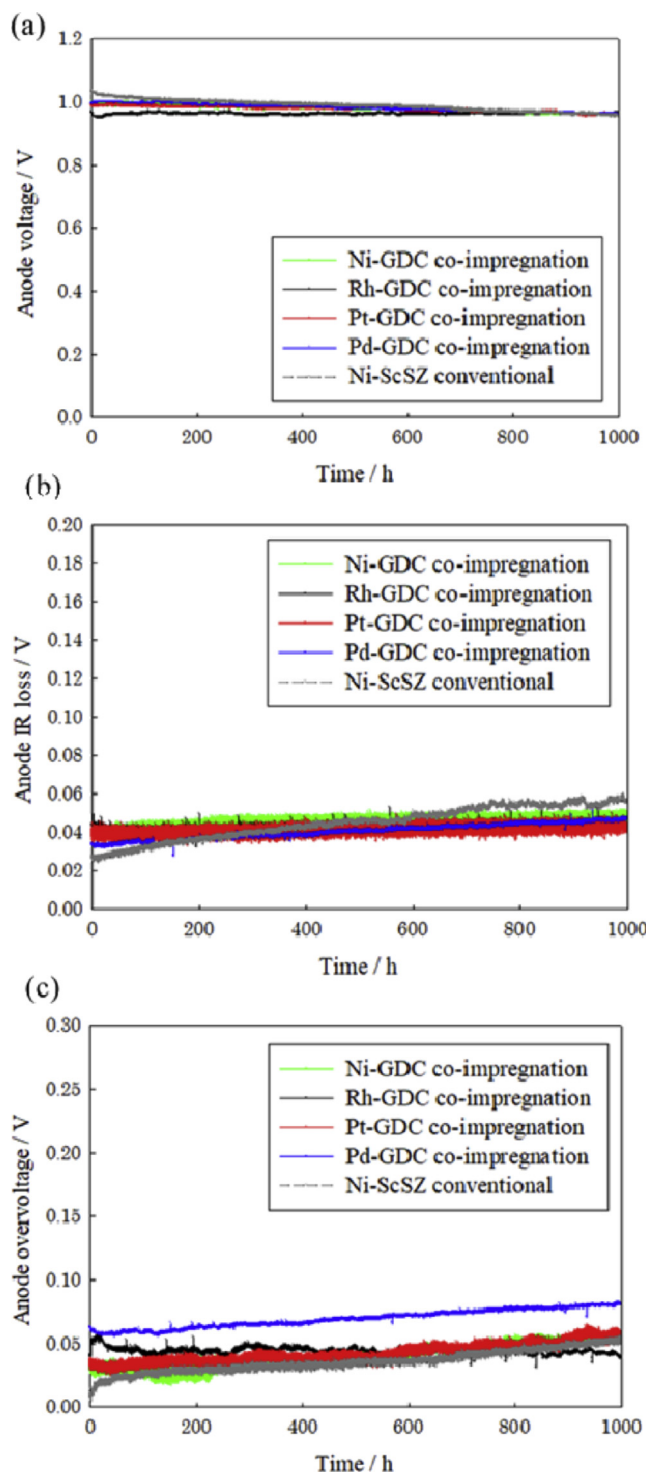 (a)
1.2
1.0
0.8
0.6
0.4
0.2
0.0
Anode voltage / V
Ni-GDC co-impregnation
Rh-GDC co-impregnation
Pt-GDC co-impregnation
Pd-GDC co-impregnation
Ni-ScSZ conventional
0 200 400 600 800 1000
Time / h
(b)
0.20
0.18
0.16
0.14
0.12
0.10
0.08
0.06
0.04
0.02
0.00
Anode IR loss / V
Ni-GDC co-impregnation
Rh-GDC co-impregnation
Pt-GDC co-impregnation
Pd-GDC co-impregnation
Ni-ScSZ conventional
0 200 400 600 800 1000
Time / h
(c)
0.30
0.25
0.20
0.15
0.10
0.05
0.00
Anode overvoltage / V
Ni-GDC co-impregnation
Rh-GDC co-impregnation
Pt-GDC co-impregnation
Pd-GDC co-impregnation
Ni-ScSZ conventional
0 200 400 600 800 1000
Time / h